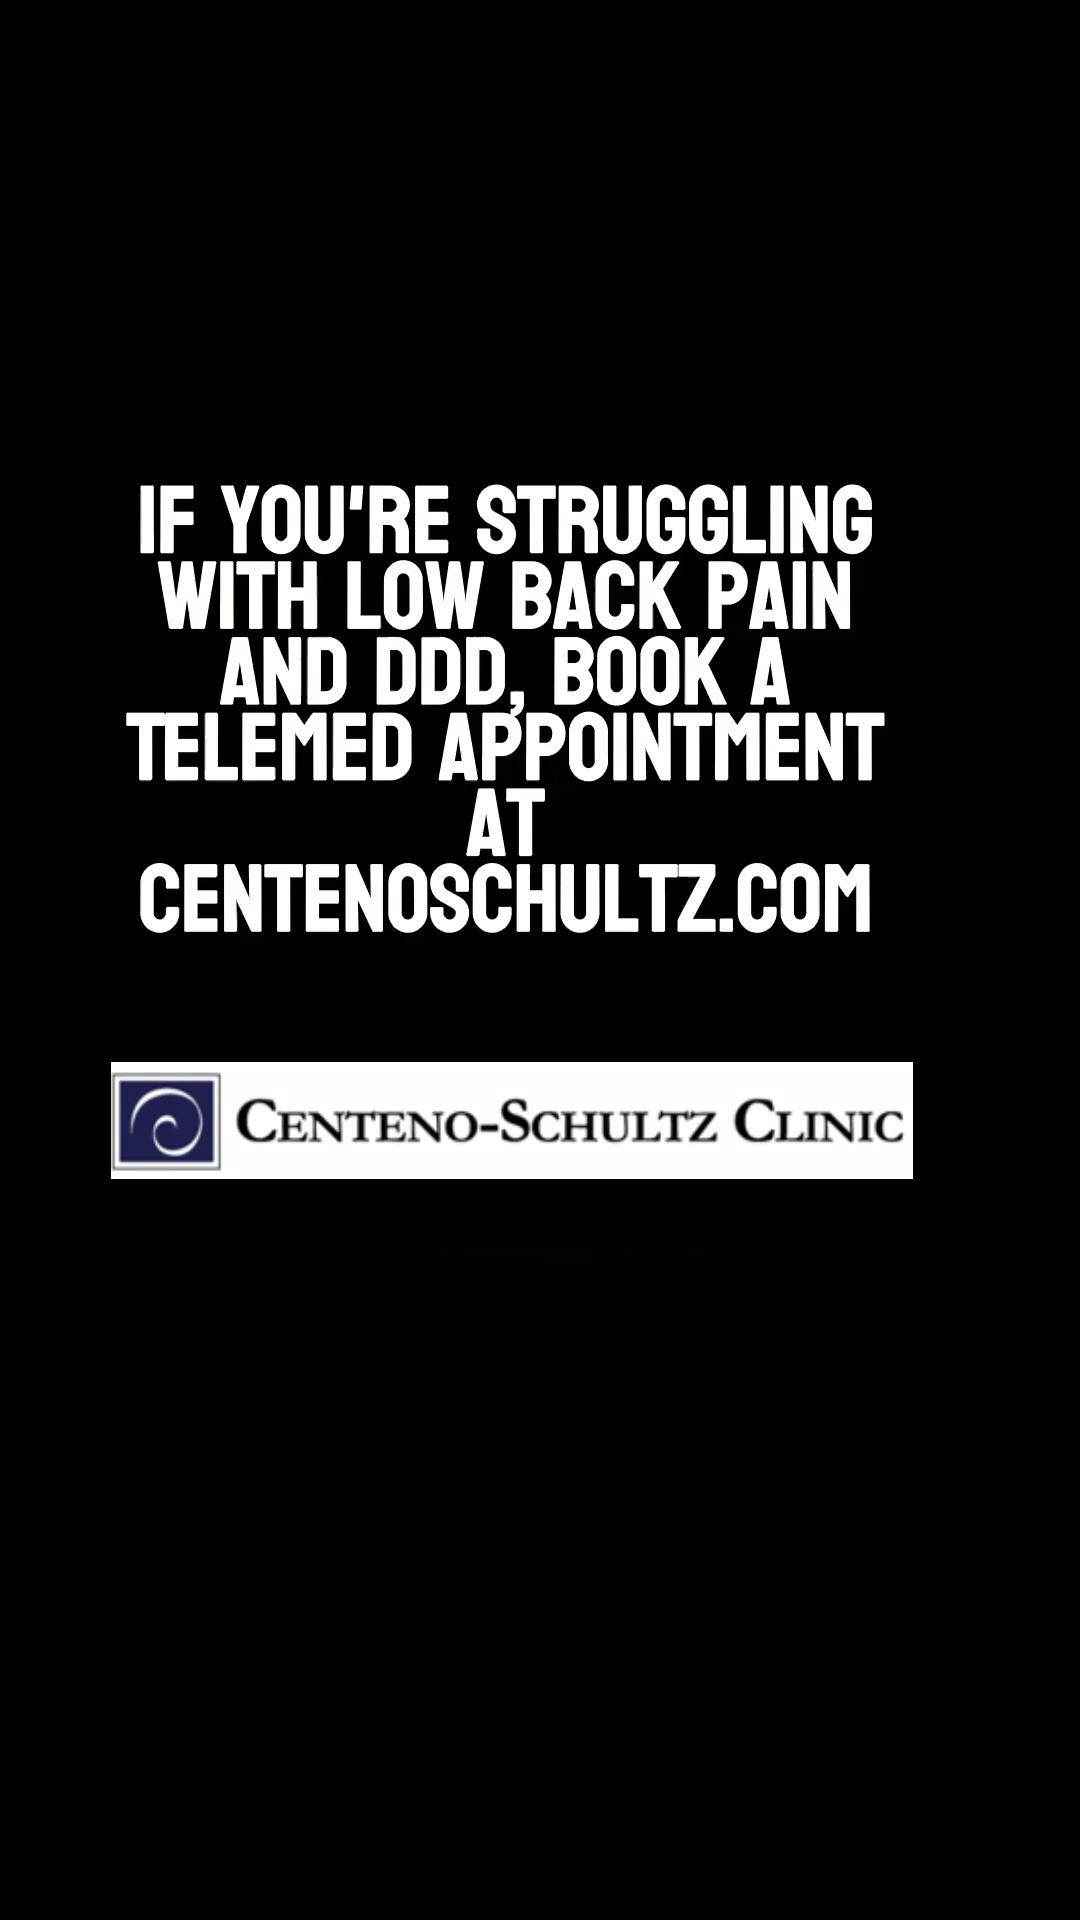 IF YOU'RE STRUGGLING
WITH LOW BACK PAIN
AND DDD, BOOK A
TELEMED APPOINTMENT
AT
CENTENOSCHULTZ.COM
CENTENO-SCHULTZ CLINIC